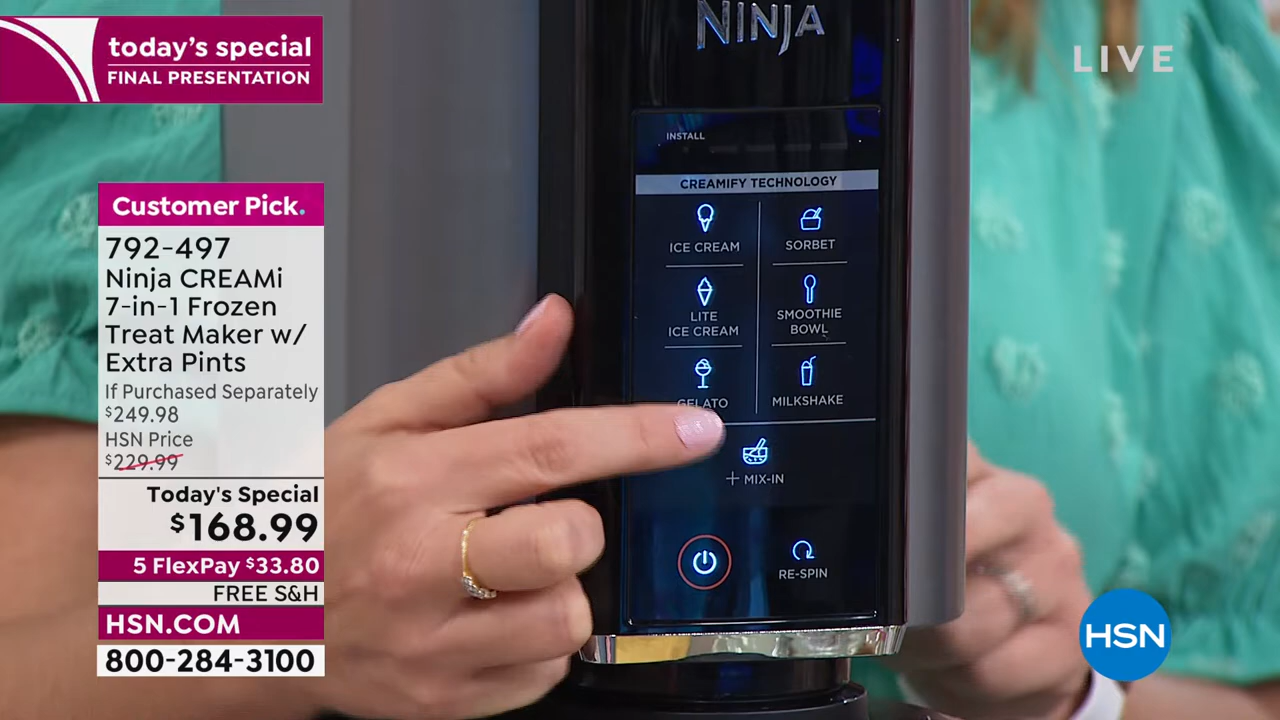 today's special
FINAL PRESENTATION
LIVE
Customer Pick.
792-497
Ninja CREAMi
7-in-1 Frozen
Treat Maker w/
Extra Pints
If Purchased Separately
$249.98
HSN Price
$229.99
Today's Special
$168.99
5 FlexPay $33.80
FREE S&H
HSN.COM
800-284-3100
NINJA
INSTALL
CREAMIFY TECHNOLOGY
ICE CREAM
SORBET
LITE
ICE CREAM
SMOOTHIE
BOWL
GELATO
MILKSHAKE
+ MIX-IN
RE-SPIN
HSN